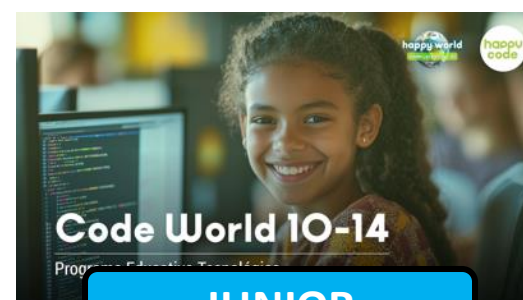 happy world
happy
code
Code World 10-14
Programa Educativo Tecnológico
JUNIOR